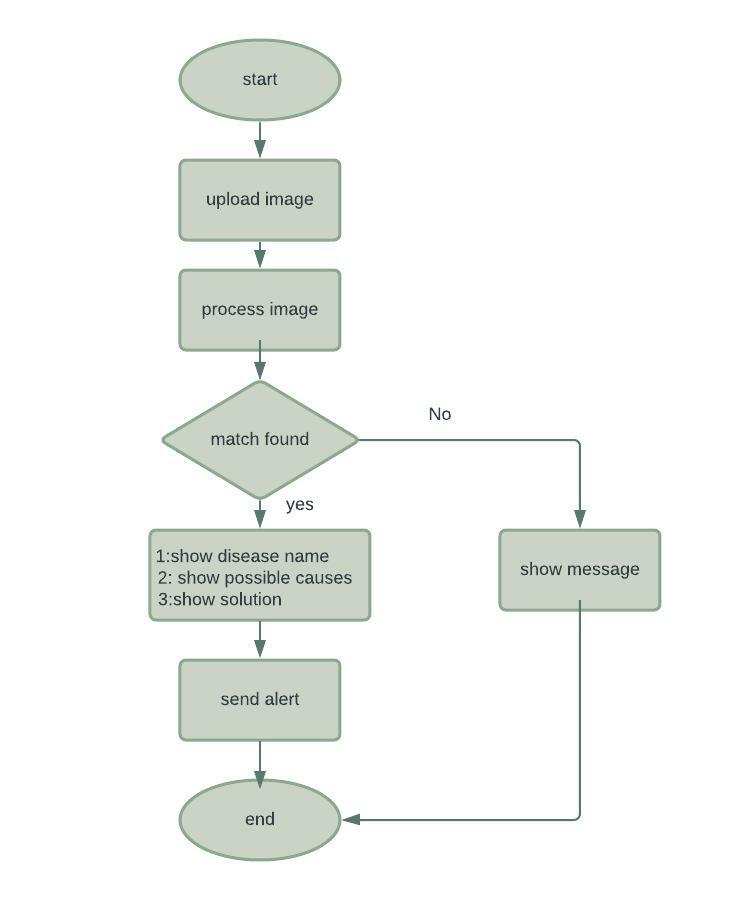 start
upload image
process image
match found
No
yes
1:show disease name
2: show possible causes
3:show solution
show message
send alert
end